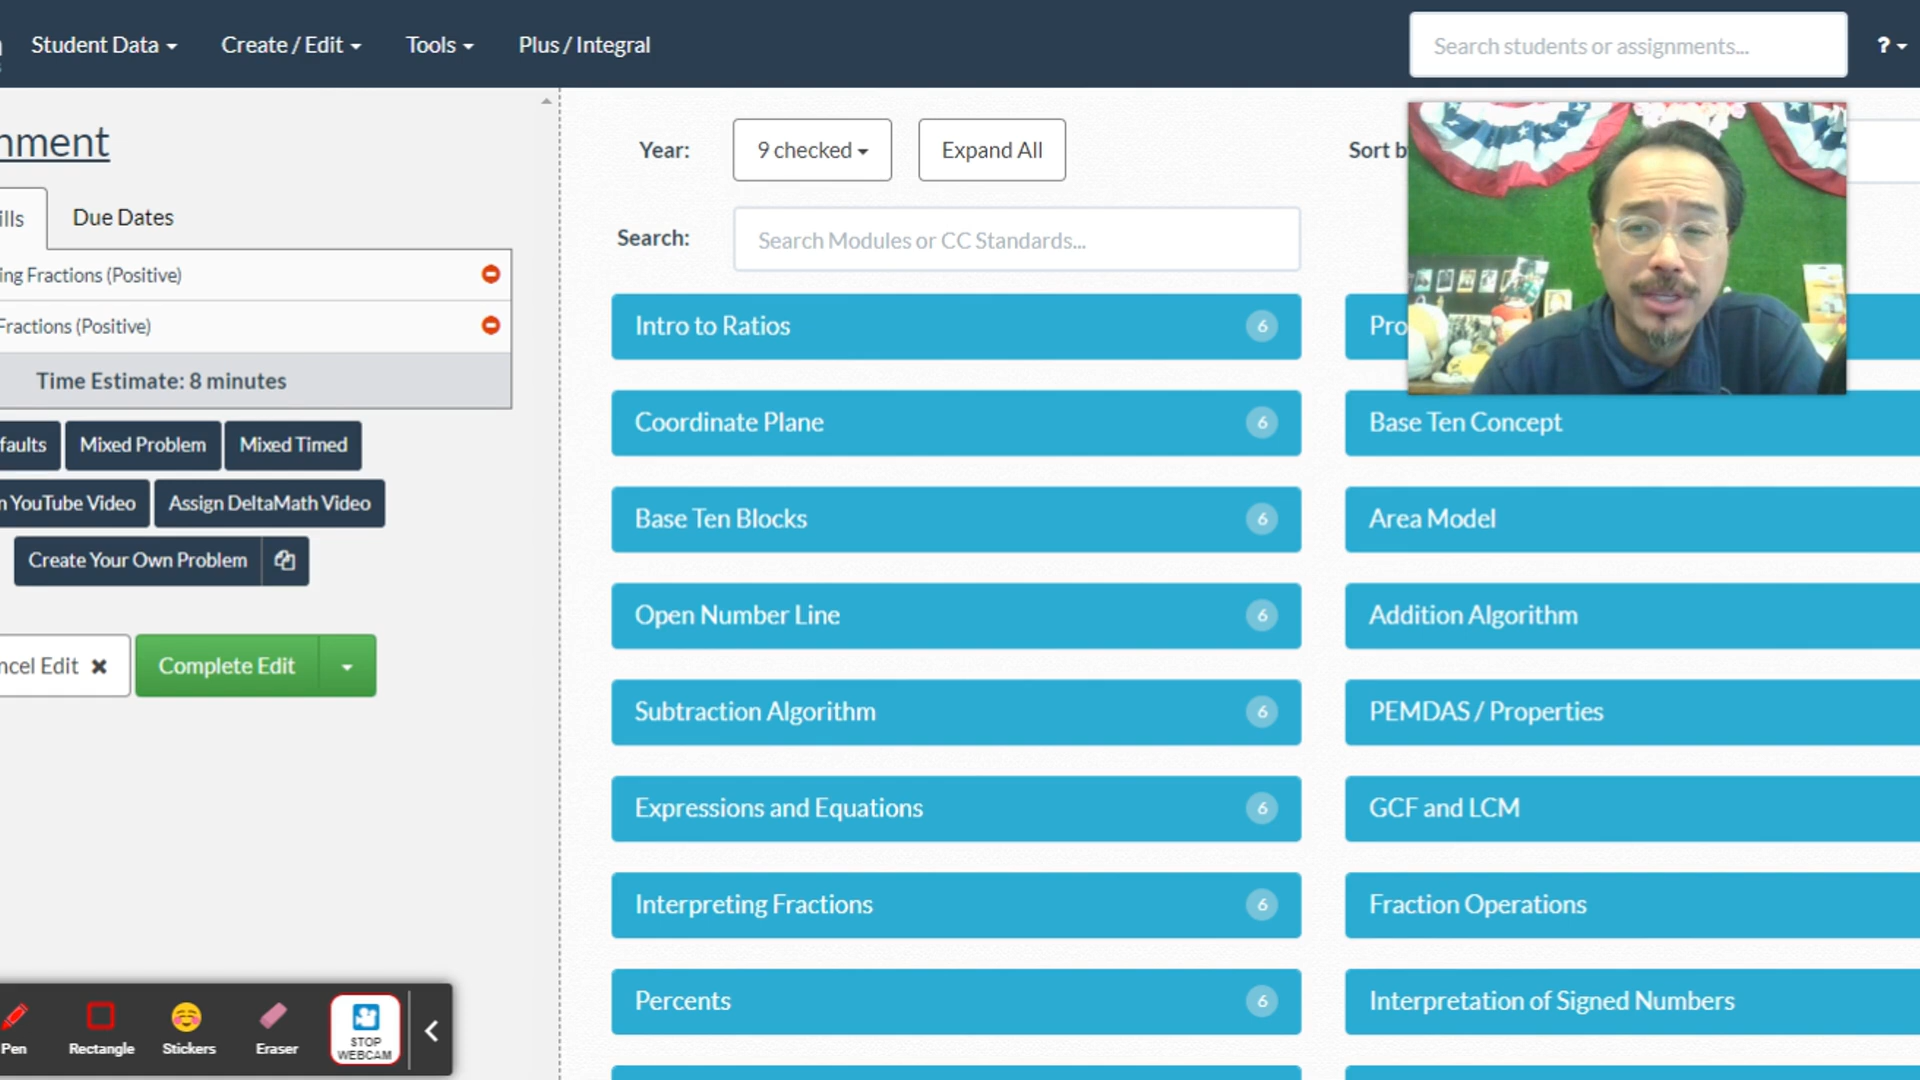 Student Data
Create / Edit
Tools
Plus / Integral
Search students or assignments...
?
nment
ills
Due Dates
ing Fractions (Positive)
Fractions (Positive)
Time Estimate: 8 minutes
faults
Mixed Problem
Mixed Timed
n YouTube Video
Assign DeltaMath Video
Create Your Own Problem
ncel Edit
Complete Edit
Year:
9 checked
Expand All
Sort b
Search:
Search Modules or CC Standards...
Intro to Ratios 6
Pro
Coordinate Plane 6
Base Ten Concept
Base Ten Blocks 6
Area Model
Open Number Line 6
Addition Algorithm
Subtraction Algorithm 6
PEMDAS / Properties
Expressions and Equations 6
GCF and LCM
Interpreting Fractions 6
Fraction Operations
Percents 6
Interpretation of Signed Numbers
Pen
Rectangle
Stickers
Eraser
STOP
WEBCAM